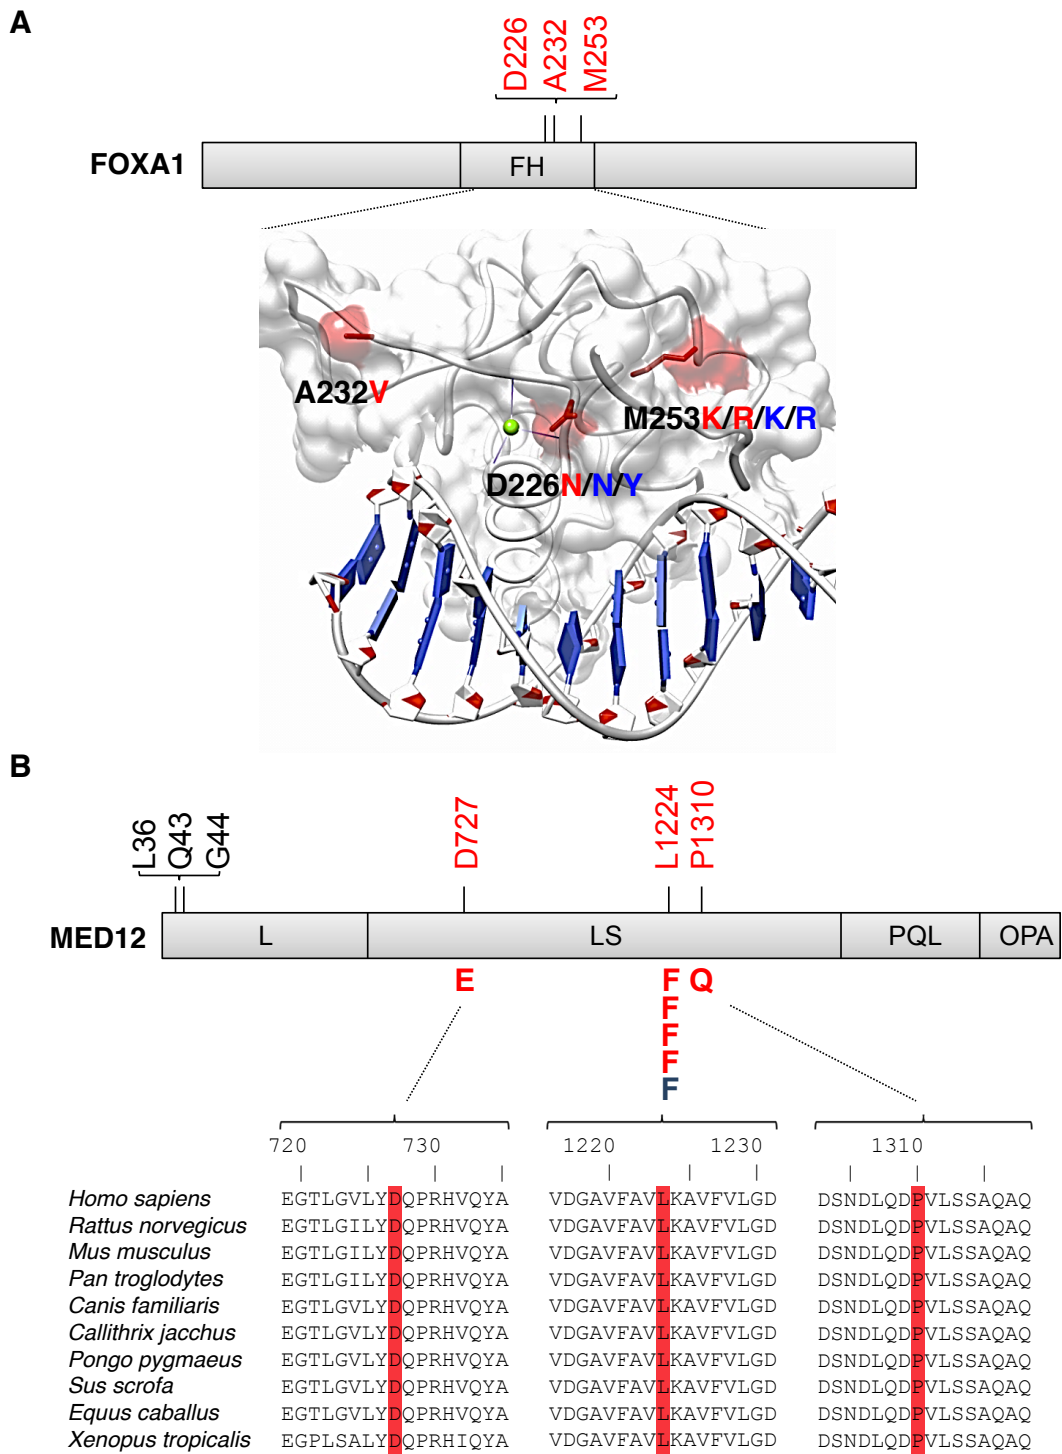 A
D226 A232 M253
FOXA1
FH
A232V
M253K/R/K/R
D226N/N/Y
B
L36 Q43 G44 D727 L1224 P1310
MED12 L LS PQL OPA
E F Q
F
F
F
F
720 730 1220 1230 1310
Homo sapiens EGTLGVLYDQPRHVQYA VDGAVFAVLKAVFVLGD DSNDLQDPVLSSAQAQ
Rattus norvegicus EGTLGILYDQPRHVQYA VDGAVFAVLKAVFVLGD DSNDLQDPVLSSAQAQ
Mus musculus EGTLGILYDQPRHVQYA VDGAVFAVLKAVFVLGD DSNDLQDPVLSSAQAQ
Pan troglodytes EGTLGILYDQPRHVQYA VDGAVFAVLKAVFVLGD DSNDLQDPVLSSAQAQ
Canis familiaris EGTLGVLYDQPRHVQYA VDGAVFAVLKAVFVLGD DSNDLQDPVLSSAQAQ
Callithrix jacchus EGTLGVLYDQPRHVQYA VDGAVFAVLKAVFVLGD DSNDLQDPVLSSAQAQ
Pongo pygmaeus EGTLGVLYDQPRHVQYA VDGAVFAVLKAVFVLGD DSNDLQDPVLSSAQAQ
Sus scrofa EGTLGVLYDQPRHVQYA VDGAVFAVLKAVFVLGD DSNDLQDPVLSSAQAQ
Equus caballus EGTLGVLYDQPRHVQYA VDGAVFAVLKAVFVLGD DSNDLQDPVLSSAQAQ
Xenopus tropicalis EGPLSALYDQPRHIQYA VDGAVFAVLKAVFVLGD DSNDLQDPVLSSAQAQ